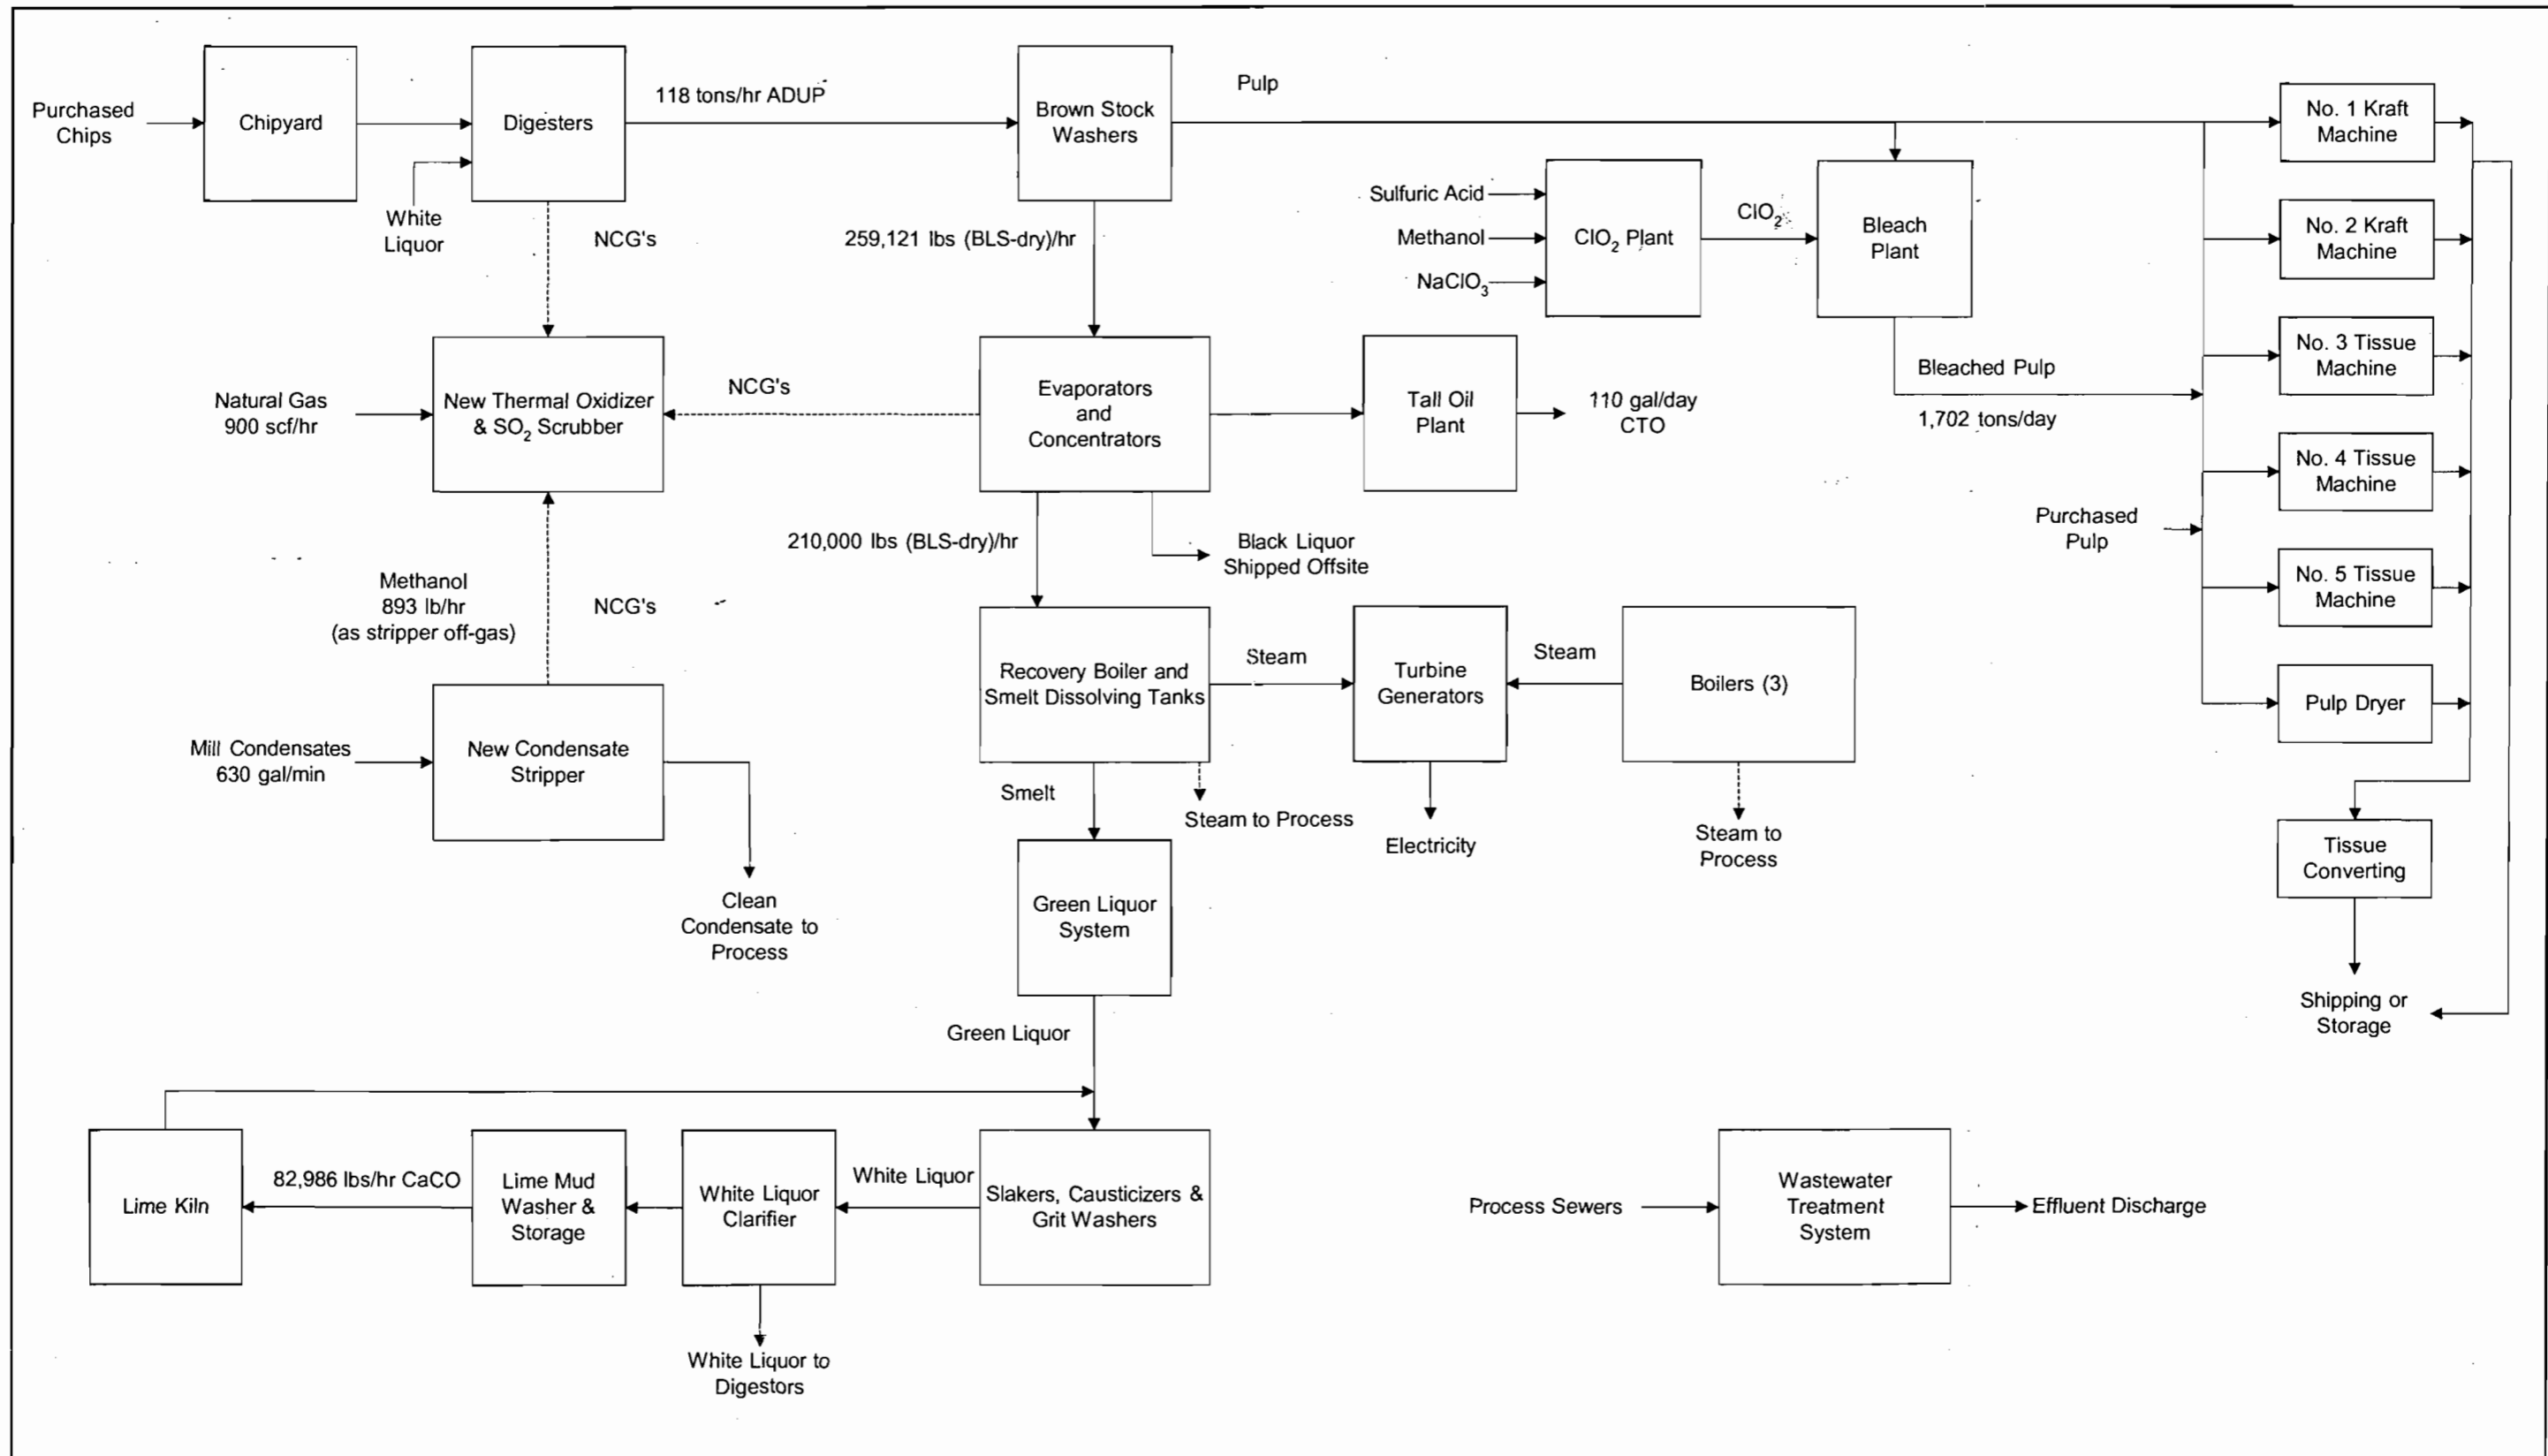 Purchased
Chips
Chipyard
Digesters
118 tons/hr ADUP
Brown Stock
Washers
Pulp
No. 1 Kraft
Machine
White
Liquor
NCG's
259,121 lbs (BLS-dry)/hr
Sulfuric Acid
Methanol
NaClO3
ClO2 Plant
ClO2
Bleach
Plant
No. 2 Kraft
Machine
Natural Gas
900 scf/hr
New Thermal Oxidizer
& SO2 Scrubber
NCG's
Evaporators
and
Concentrators
Tall Oil
Plant
110 gal/day
CTO
Bleached Pulp
1,702 tons/day
No. 3 Tissue
Machine
No. 4 Tissue
Machine
Purchased
Pulp
210,000 lbs (BLS-dry)/hr
Black Liquor
Shipped Offsite
No. 5 Tissue
Machine
Methanol
893 lb/hr
(as stripper off-gas)
NCG's
Recovery Boiler and
Smelt Dissolving Tanks
Steam
Turbine
Generators
Steam
Boilers (3)
Pulp Dryer
Mill Condensates
630 gal/min
New Condensate
Stripper
Smelt
Steam to Process
Electricity
Steam to
Process
Tissue
Converting
Clean
Condensate to
Process
Green Liquor
System
Shipping or
Storage
Green Liquor
Lime Kiln
82,986 lbs/hr CaCO
Lime Mud
Washer &
Storage
White Liquor
Clarifier
White Liquor
Slakers, Causticizers &
Grit Washers
Process Sewers
Wastewater
Treatment
System
Effluent Discharge
White Liquor to
Digestors